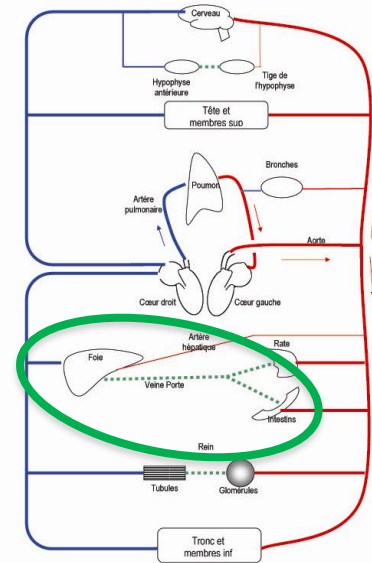 Cerveau
Hypophyse
antérieure
Tige de
l'hypophyse
Tête et
membres sup
Bronches
Poumon
Artère
pulmonaire
Aorte
Cœur droit
Cœur gauche
Artère
hépatique
Rate
Foie
Veine Porte
Intestins
Rein
Tubules
Glomérules
Tronc et
membres inf